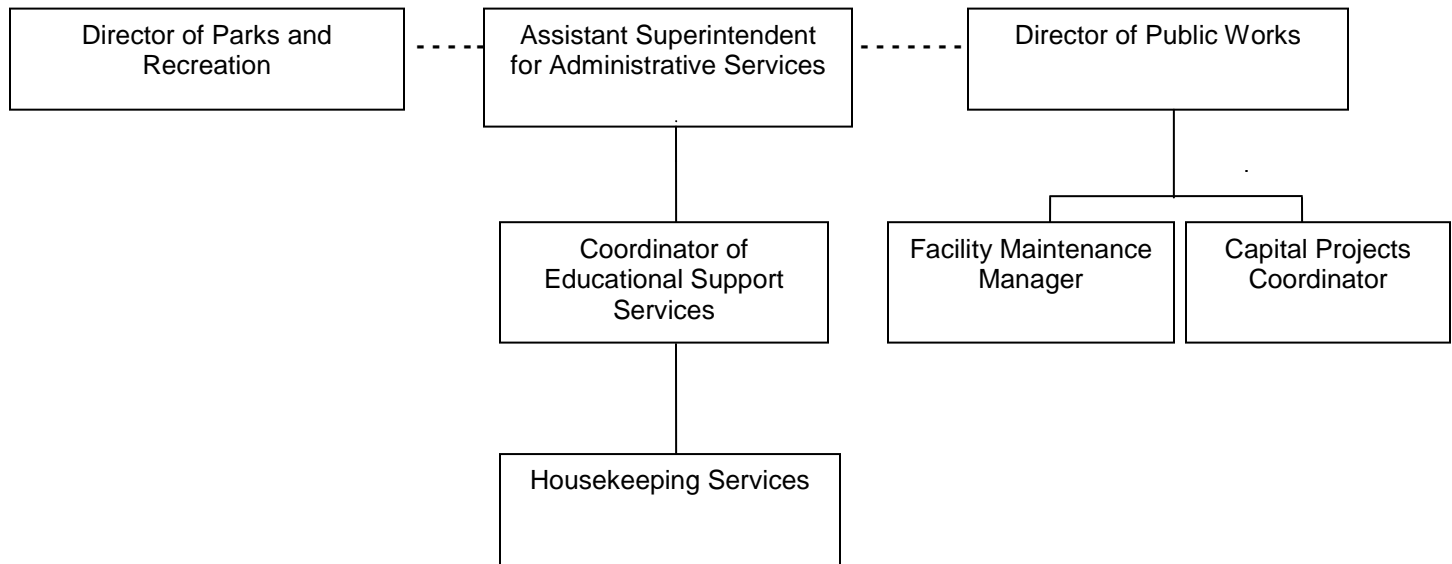 Director of Parks and
Recreation
Assistant Superintendent
for Administrative Services
Director of Public Works
Coordinator of
Educational Support
Services
Facility Maintenance
Manager
Capital Projects
Coordinator
Housekeeping Services